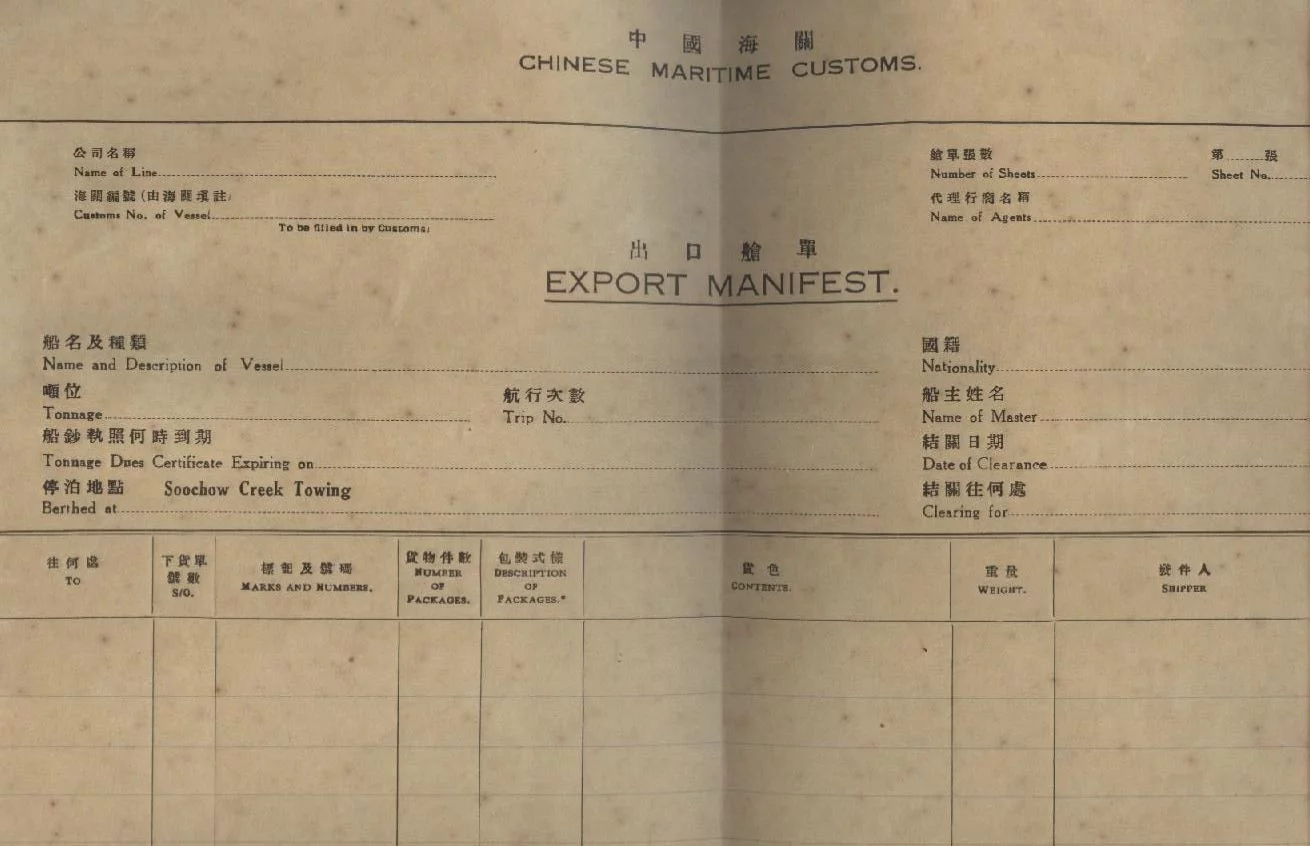 中國海關
CHINESE MARITIME CUSTOMS.
公司名稱
Name of Line
海關編號（由海關填註）
Customs No. of Vessel
To be filled in by Customs:
艙單張數
Number of Sheets
第 張
Sheet No.
代理行商名稱
Name of Agents
出口艙單
EXPORT MANIFEST.
船名及種類
Name and Description of Vessel
國籍
Nationality
噸位
Tonnage
航行次數
Trip No.
船主姓名
Name of Master
船鈔執照何時到期
Tonnage Dues Certificate Expiring on
結關日期
Date of Clearance
停泊地點 Soochow Creek Towing
Berthed at
結關往何處
Clearing for
往何處
TO
下貨單
號數
S/O.
標記及號碼
MARKS AND NUMBERS.
貨物件數
NUMBER
OF
PACKAGES.
包裝式樣
DESCRIPTION
OF
PACKAGES.*
貨色
CONTENTS.
重量
WEIGHT.
發件人
SHIPPER